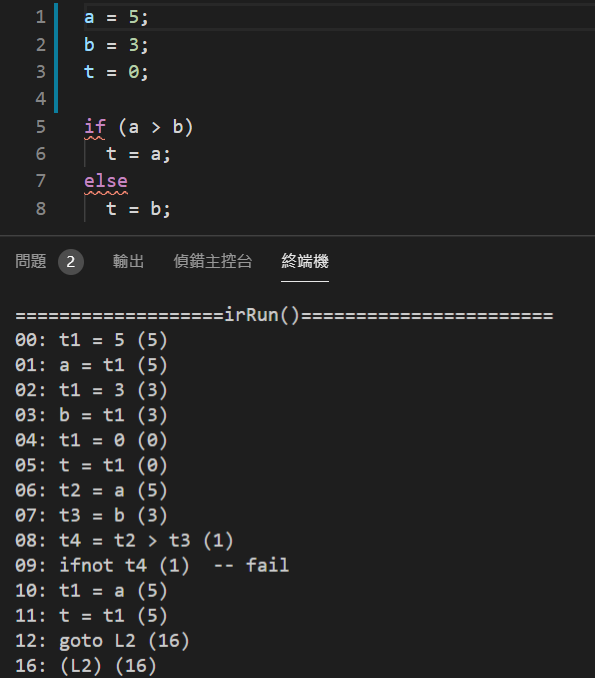 1 a = 5;
2 b = 3;
3 t = 0;
4
5 if (a > b)
6 t = a;
7 else
8 t = b;
問題 2 輸出 偵錯主控台 終端機
===================irRun()=======================
00: t1 = 5 (5)
01: a = t1 (5)
02: t1 = 3 (3)
03: b = t1 (3)
04: t1 = 0 (0)
05: t = t1 (0)
06: t2 = a (5)
07: t3 = b (3)
08: t4 = t2 > t3 (1)
09: ifnot t4 (1)  -- fail
10: t1 = a (5)
11: t = t1 (5)
12: goto L2 (16)
16: (L2) (16)